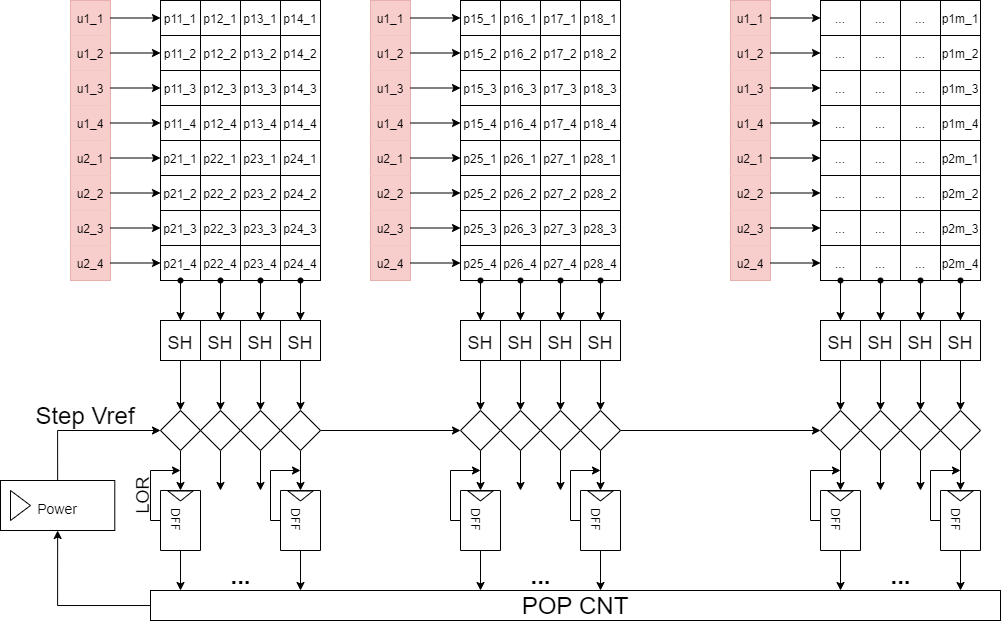 u1_1 p11_1 p12_1 p13_1 p14_1 u1_1 p15_1 p16_1 p17_1 p18_1 u1_1 ... ... ... p1m_1
u1_2 p11_2 p12_2 p13_2 p14_2 u1_2 p15_2 p16_2 p17_2 p18_2 u1_2 ... ... ... p1m_2
u1_3 p11_3 p12_3 p13_3 p14_3 u1_3 p15_3 p16_3 p17_3 p18_3 u1_3 ... ... ... p1m_3
u1_4 p11_4 p12_4 p13_4 p14_4 u1_4 p15_4 p16_4 p17_4 p18_4 u1_4 ... ... ... p1m_4
u2_1 p21_1 p22_1 p23_1 p24_1 u2_1 p25_1 p26_1 p27_1 p28_1 u2_1 ... ... ... p2m_1
u2_2 p21_2 p22_2 p23_2 p24_2 u2_2 p25_2 p26_2 p27_2 p28_2 u2_2 ... ... ... p2m_2
u2_3 p21_3 p22_3 p23_3 p24_3 u2_3 p25_3 p26_3 p27_3 p28_3 u2_3 ... ... ... p2m_3
u2_4 p21_4 p22_4 p23_4 p24_4 u2_4 p25_4 p26_4 p27_4 p28_4 u2_4 ... ... ... p2m_4
SH SH SH SH SH SH SH SH SH SH SH SH
Step Vref
LOR
Power
DFF DFF DFF DFF DFF DFF
... ... ...
POP CNT